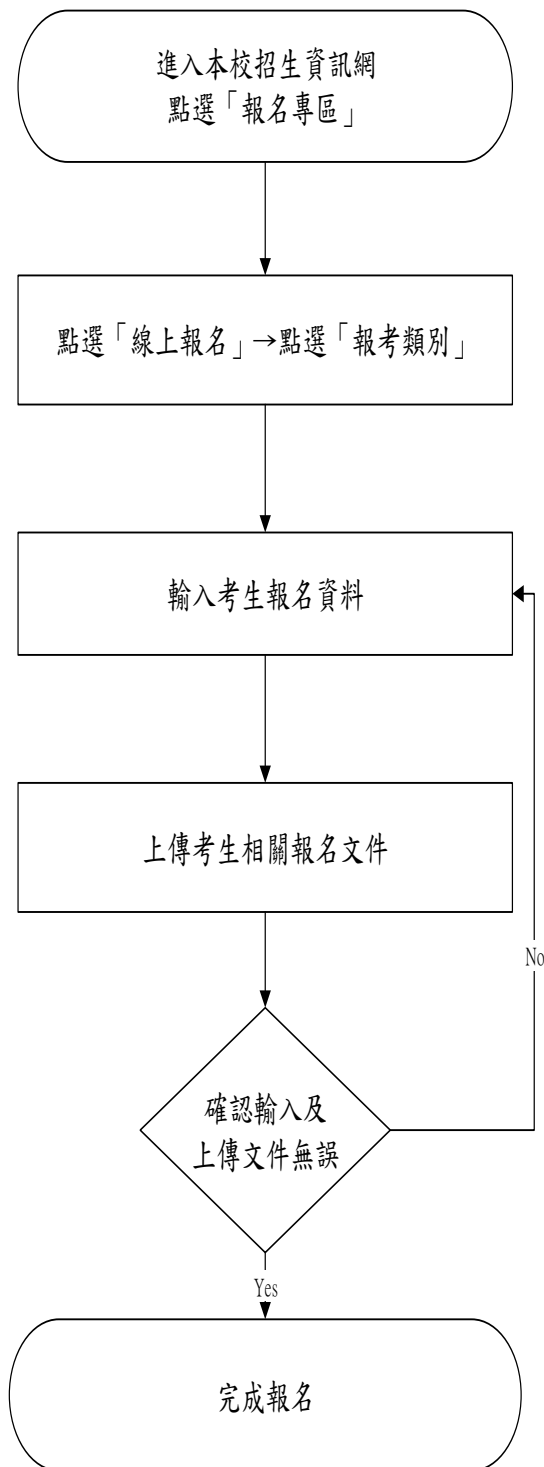 進入本校招生資訊網
點選「報名專區」
點選「線上報名」→點選「報考類別」
輸入考生報名資料
上傳考生相關報名文件
No
確認輸入及
上傳文件無誤
Yes
完成報名